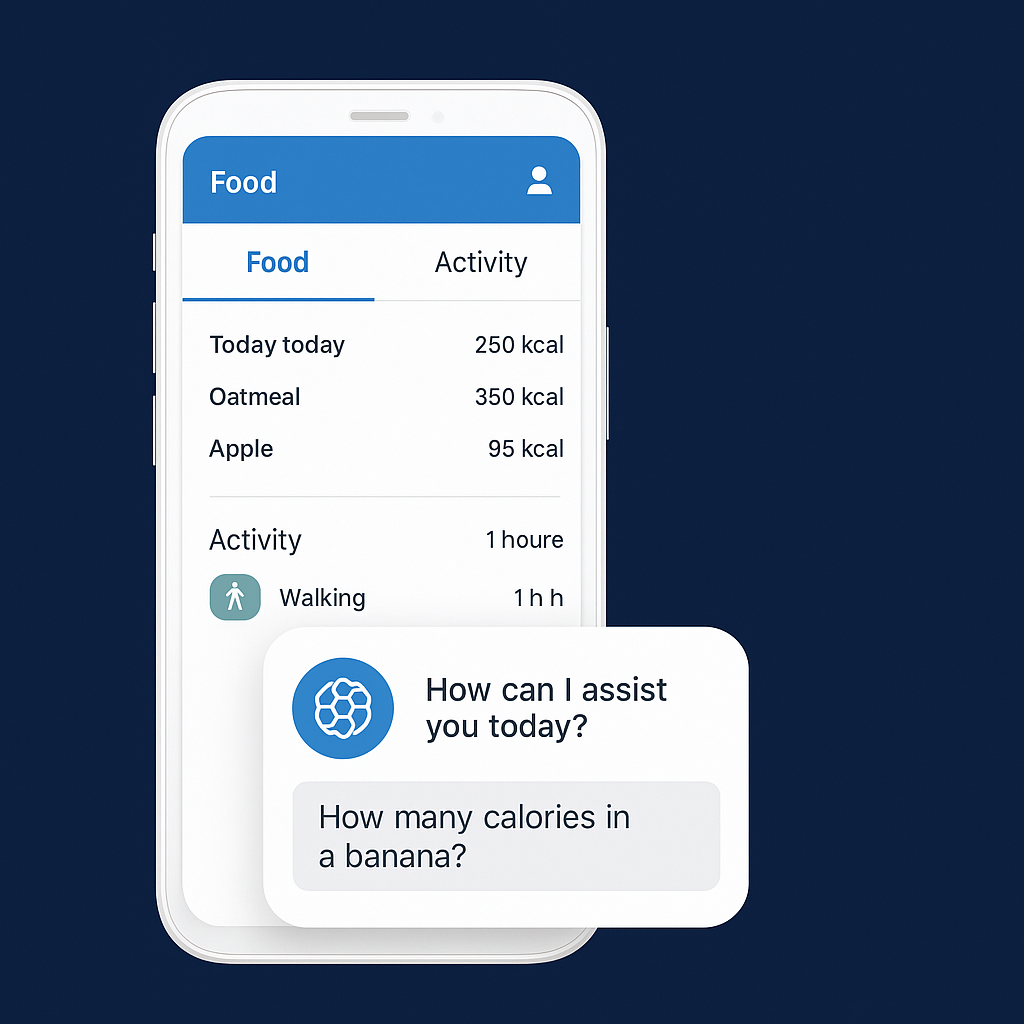 Food
Food Activity
Today today 250 kcal
Oatmeal 350 kcal
Apple 95 kcal
Activity 1 houre
Walking 1 h h
How can I assist
you today?
How many calories in
a banana?